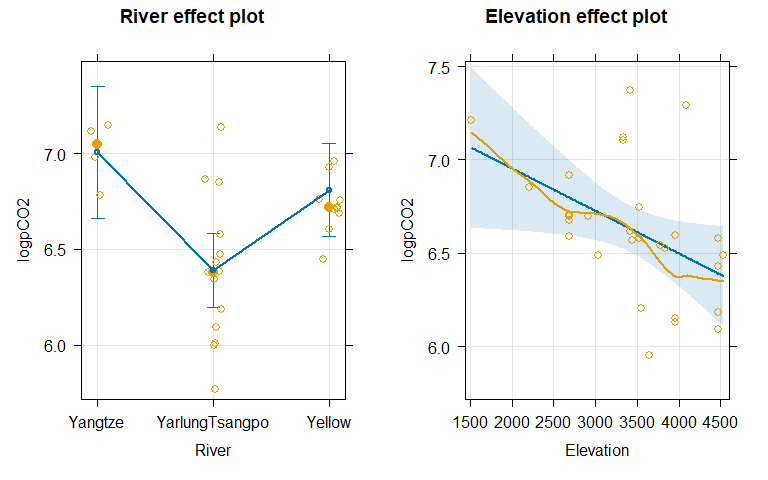 River effect plot
logpCO2
7.0
6.5
6.0
Yangtze YarlungTsangpo Yellow
River
Elevation effect plot
logpCO2
7.5
7.0
6.5
6.0
1500 2000 2500 3000 3500 4000 4500
Elevation